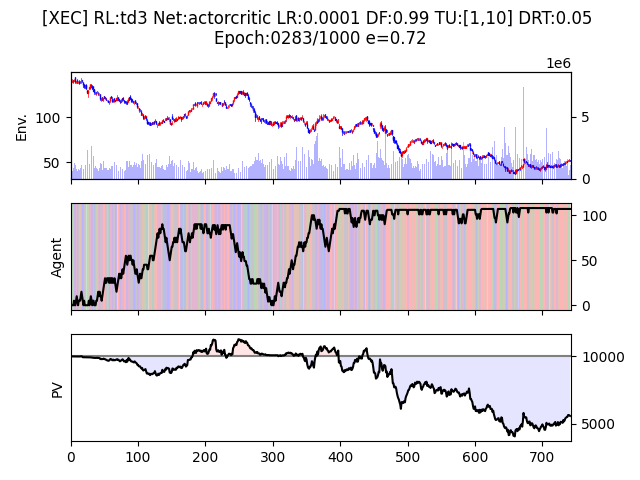 [XEC] RL:td3 Net:actorcritic LR:0.0001 DF:0.99 TU:[1,10] DRT:0.05
Epoch:0283/1000 e=0.72
1e6
Env.
100
50
5
0
Agent
100
50
0
PV
10000
5000
0 100 200 300 400 500 600 700